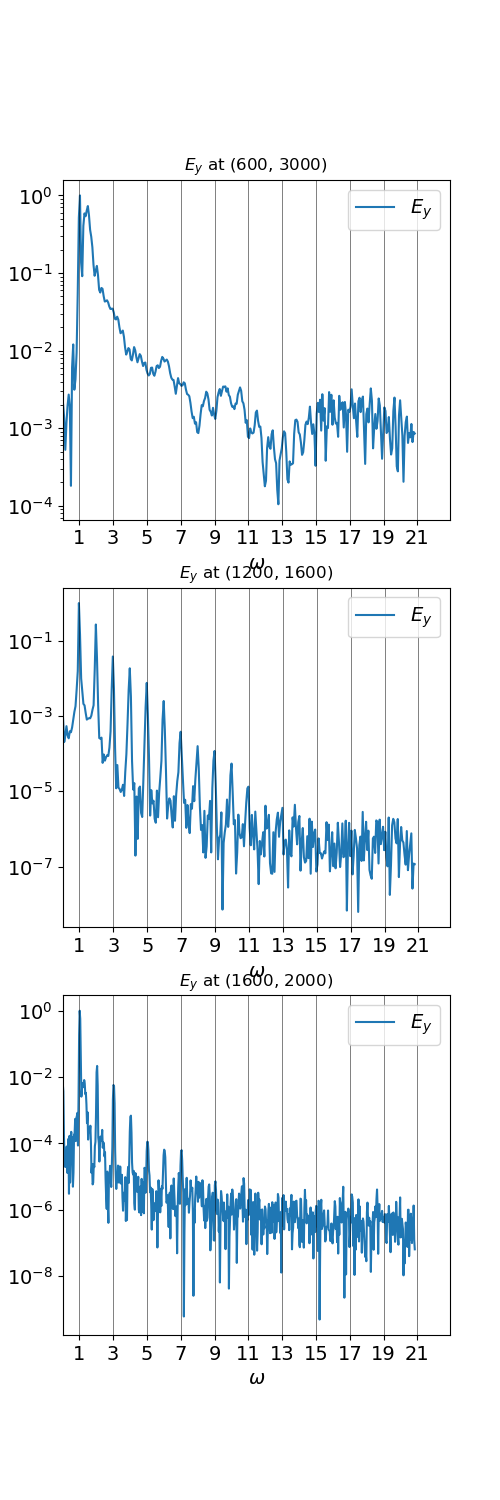 E_y at (600, 3000)
10^0
10^-1
10^-2
10^-3
10^-4
E_y
1 3 5 7 9 11 13 15 17 19 21
ω
E_y at (1200, 1600)
10^-1
10^-3
10^-5
10^-7
E_y
1 3 5 7 9 11 13 15 17 19 21
ω
E_y at (1600, 2000)
10^0
10^-2
10^-4
10^-6
10^-8
E_y
1 3 5 7 9 11 13 15 17 19 21
ω